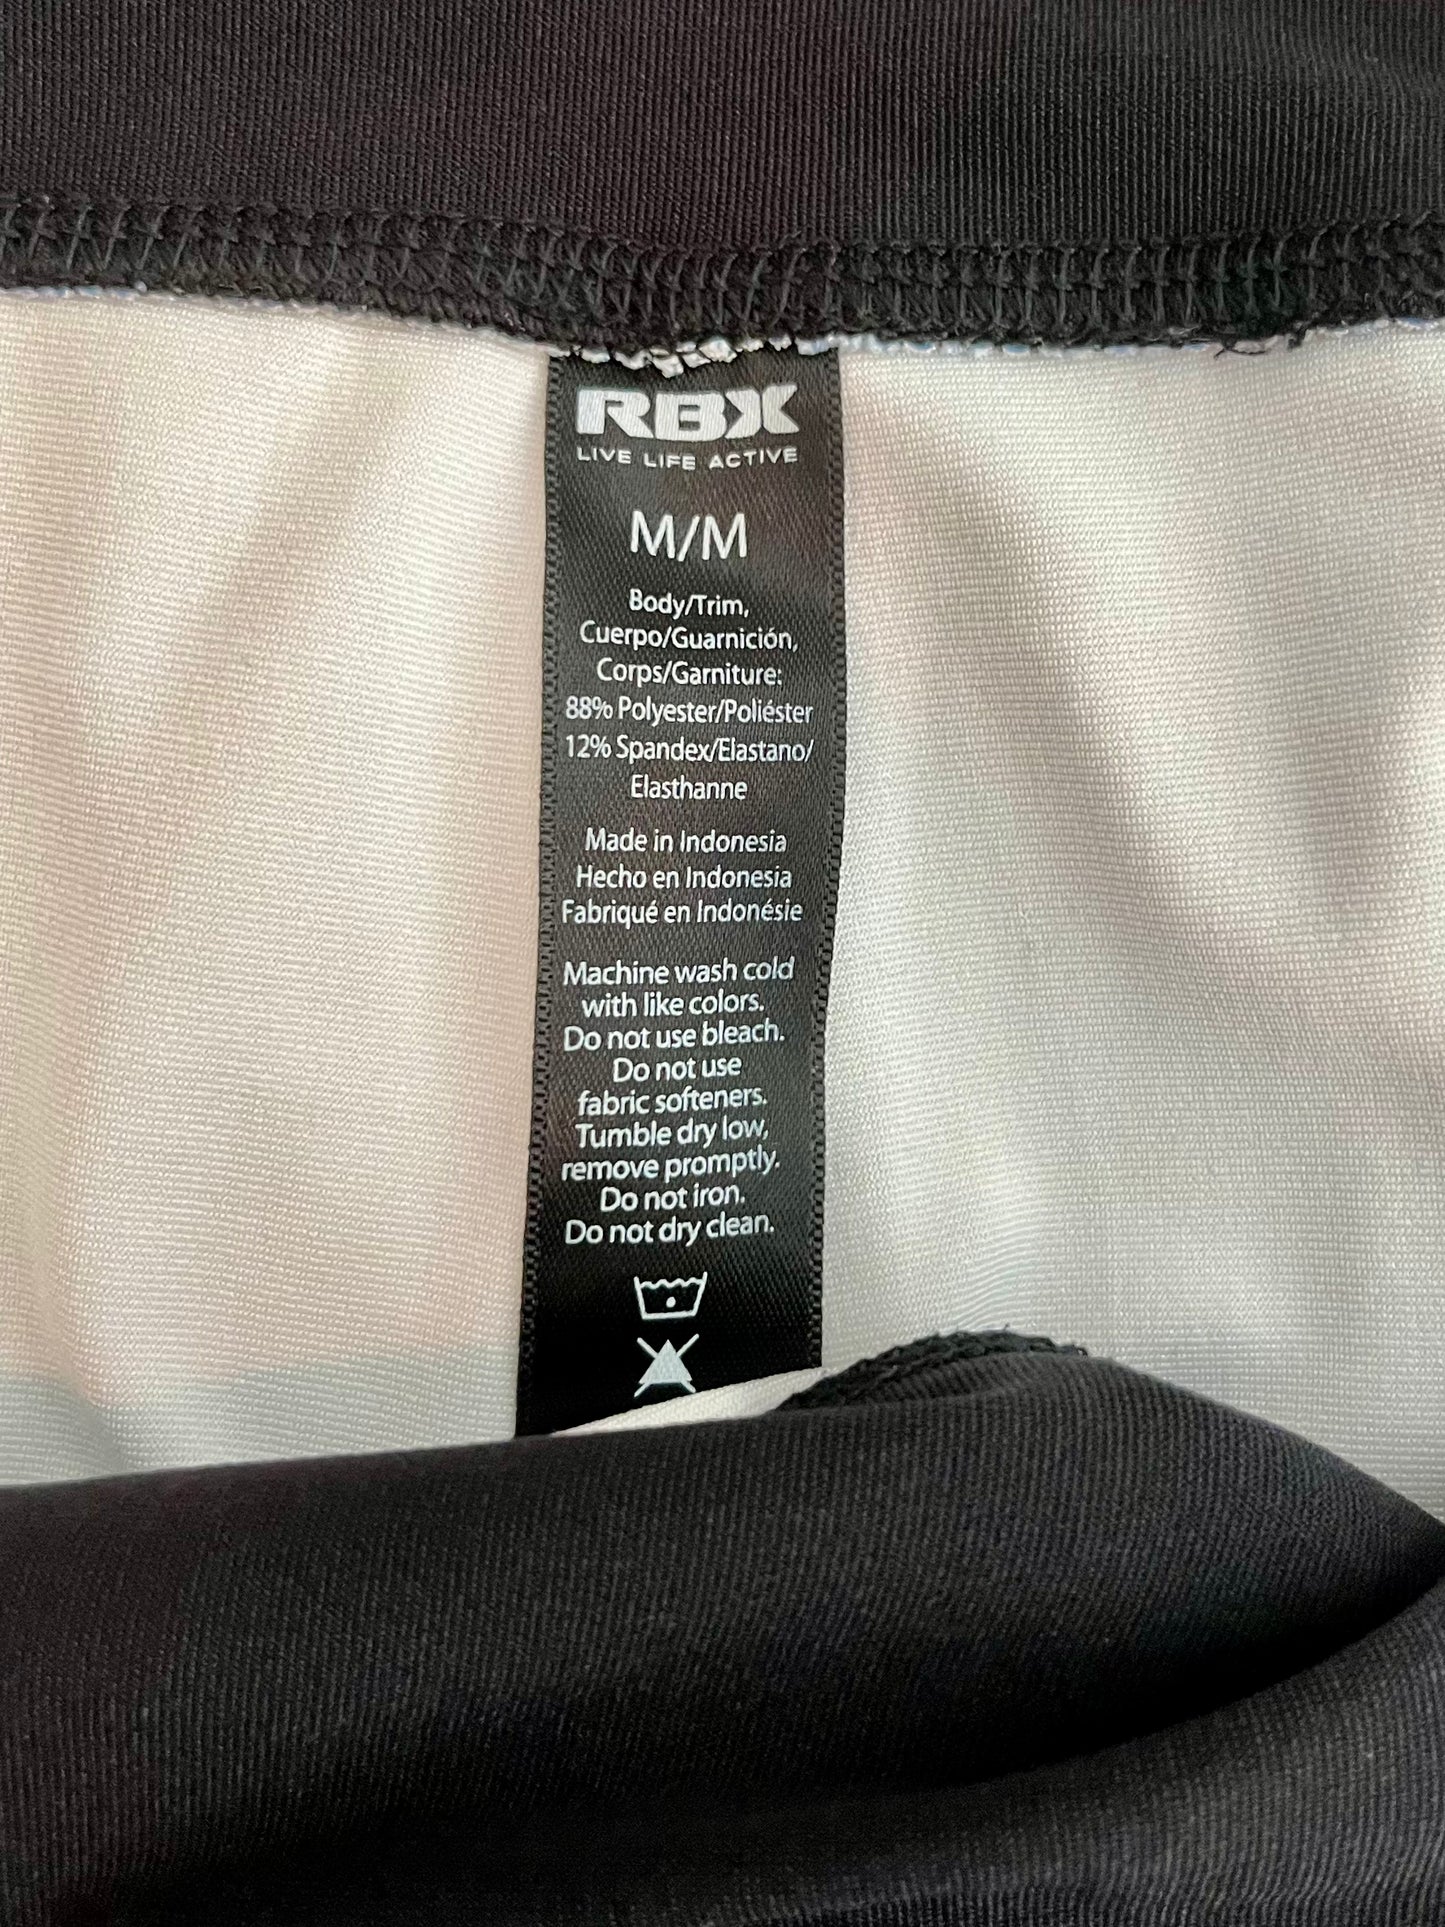 RBX
LIVE LIFE ACTIVE
M/M
Body/Trim,
Cuerpo/Guarnición,
Corps/Garniture:
88% Polyester/Poliéster
12% Spandex/Elastano/
Elasthanne
Made in Indonesia
Hecho en Indonesia
Fabriqué en Indonésie
Machine wash cold
with like colors.
Do not use bleach.
Do not use
fabric softeners.
Tumble dry low,
remove promptly.
Do not iron.
Do not dry clean.